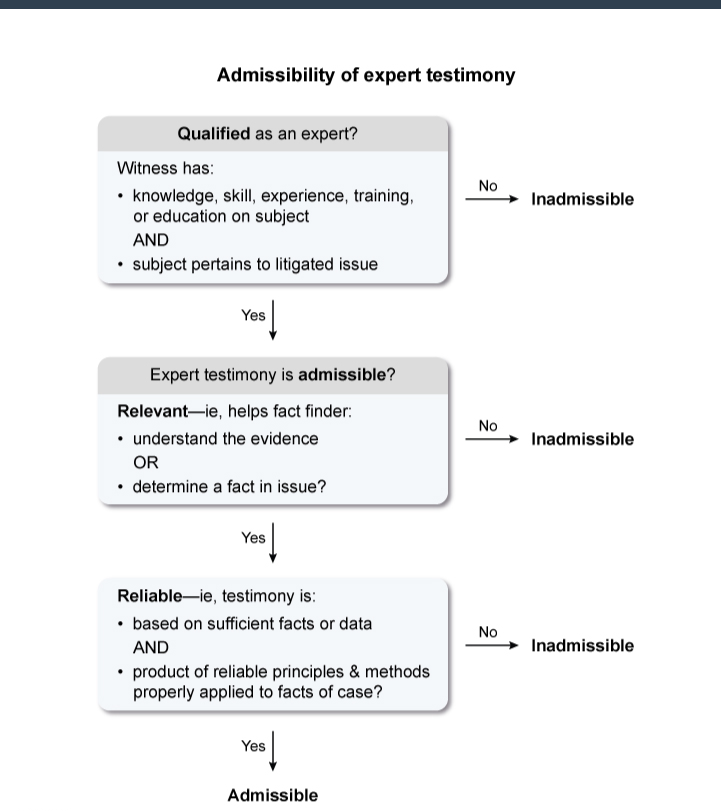 Admissibility of expert testimony
Qualified as an expert?
Witness has:
• knowledge, skill, experience, training,
or education on subject
AND
• subject pertains to litigated issue
No
Inadmissible
Yes
Expert testimony is admissible?
Relevant—ie, helps fact finder:
• understand the evidence
OR
• determine a fact in issue?
No
Inadmissible
Yes
Reliable—ie, testimony is:
• based on sufficient facts or data
AND
• product of reliable principles & methods
properly applied to facts of case?
No
Inadmissible
Yes
Admissible